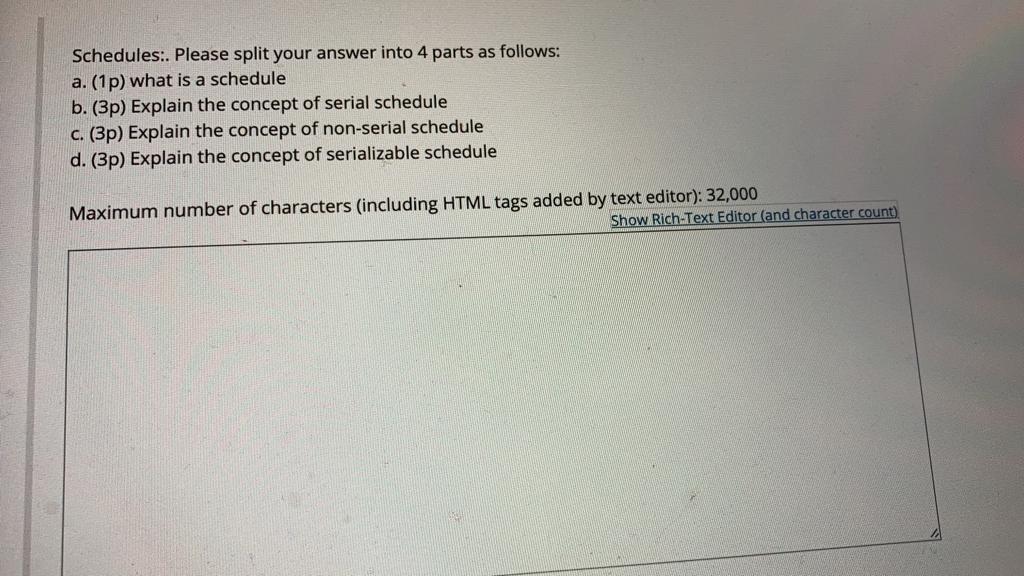 Schedules:. Please split your answer into 4 parts as follows:
a. (1p) what is a schedule
b. (3p) Explain the concept of serial schedule
c. (3p) Explain the concept of non-serial schedule
d. (3p) Explain the concept of serializable schedule
Maximum number of characters (including HTML tags added by text editor): 32,000
Show Rich-Text Editor (and character count)